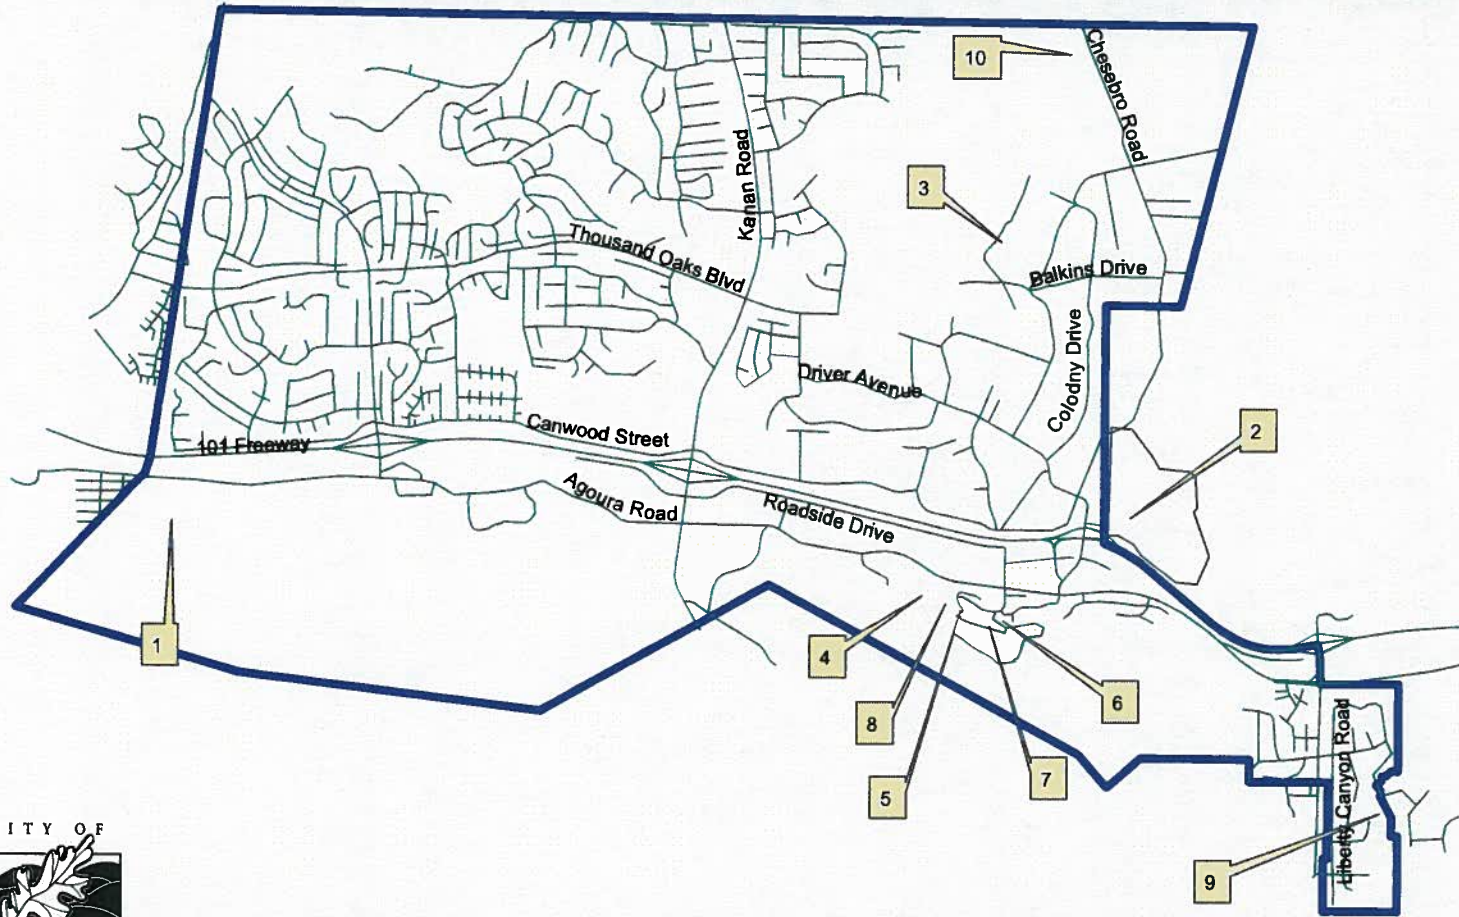 10
Chesebro Road
3
Kanan Road
Thousand Oaks Blvd
Balkins Drive
Colodny Drive
Driver Avenue
2
101 Freeway
Canwood Street
Agoura Road
Roadside Drive
1
4
8
6
5
7
Liberty Canyon Road
9
ITY OF